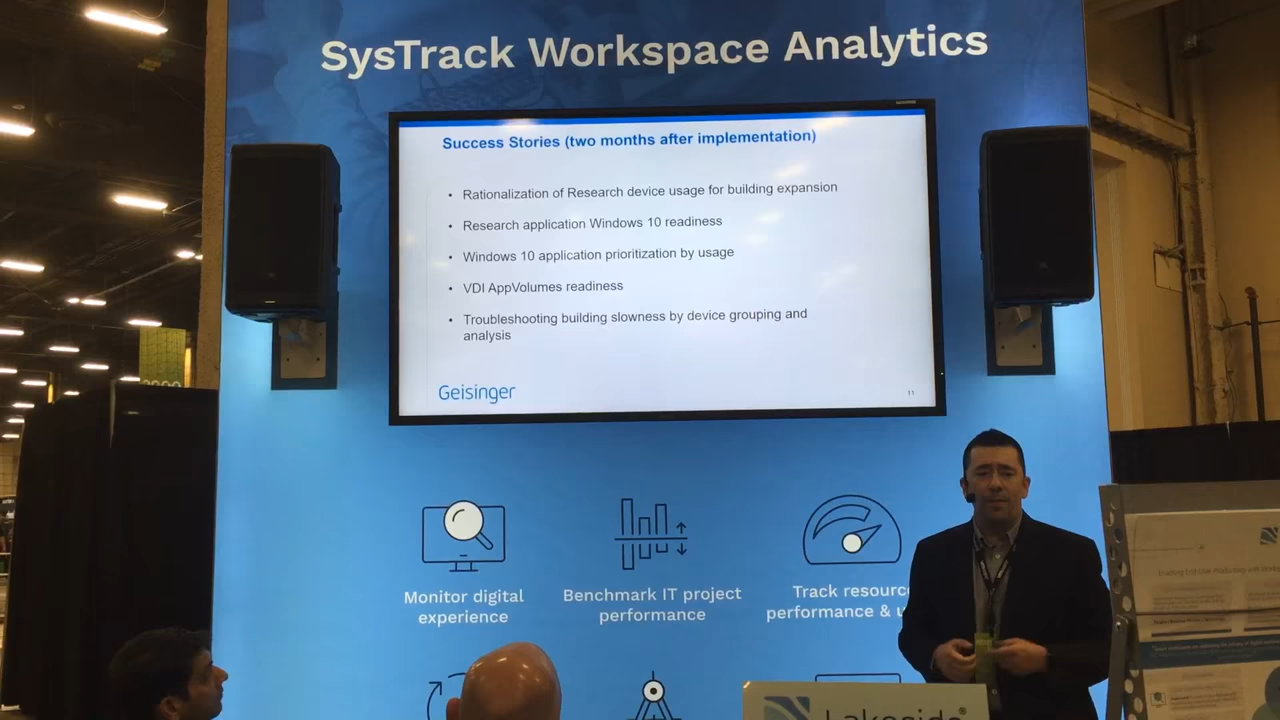 SysTrack Workspace Analytics
Success Stories (two months after implementation)
• Rationalization of Research device usage for building expansion
• Research application Windows 10 readiness
• Windows 10 application prioritization by usage
• VDI AppVolumes readiness
• Troubleshooting building slowness by device grouping and
analysis
Geisinger
11
Monitor digital
experience
Benchmark IT project
performance
Track resourc
performance & u
Lakeside®